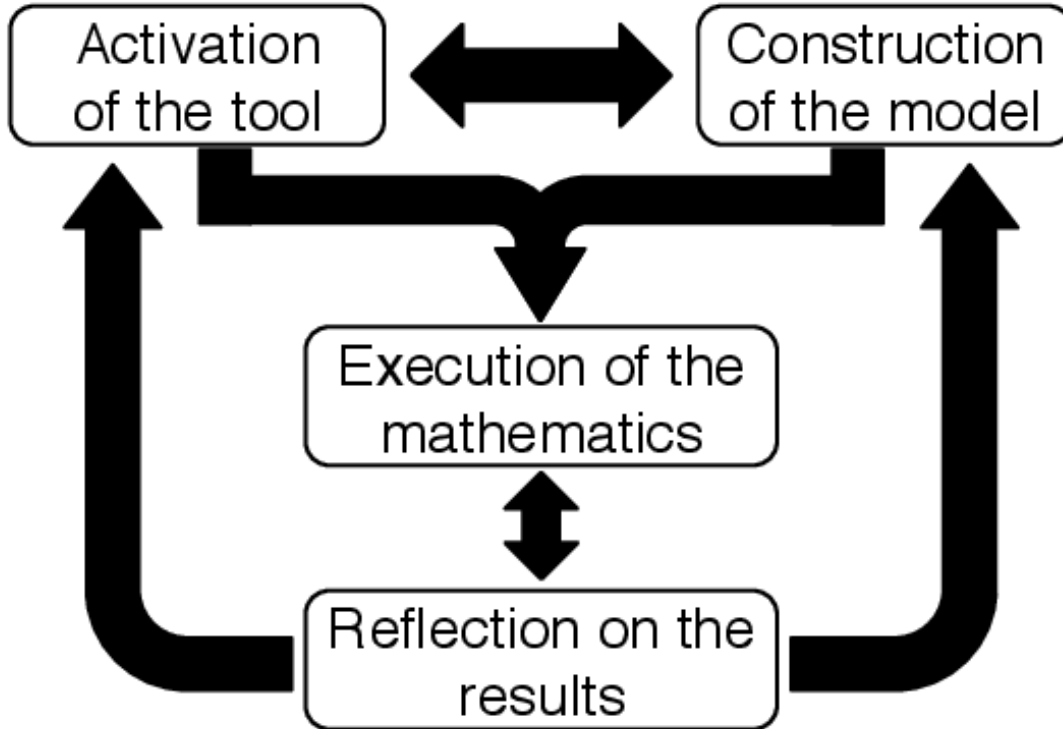 Activation
of the tool
Construction
of the model
Execution of the
mathematics
Reflection on the
results